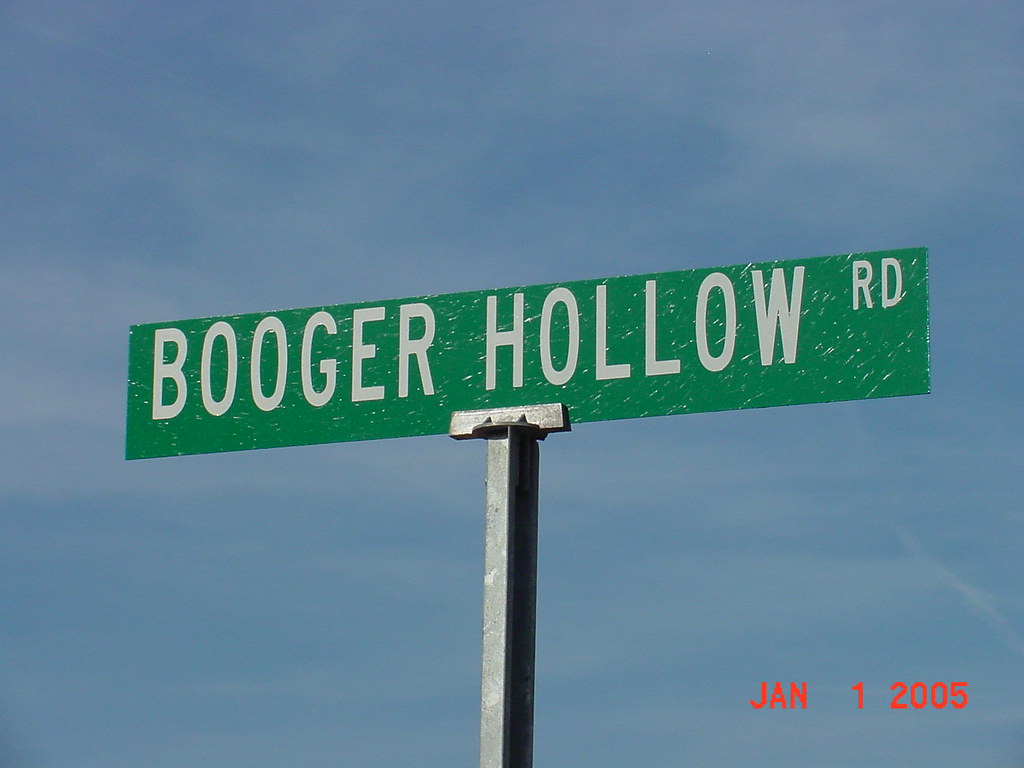 BOOGER HOLLOW RD
JAN 1 2005